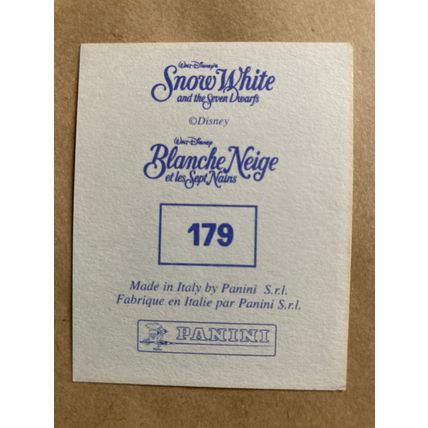 Walt Disney's
Snow White
and the Seven Dwarfs
©Disney
Walt Disney
Blanche Neige
et les Sept Nains
179
Made in Italy by Panini S.r.l.
Fabrique en Italie par Panini S.r.l.
PANINI